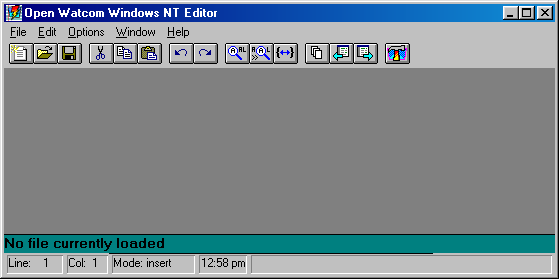 Open Watcom Windows NT Editor
File Edit Options Window Help
No file currently loaded
Line: 1 Col: 1 Mode: insert 12:58 pm